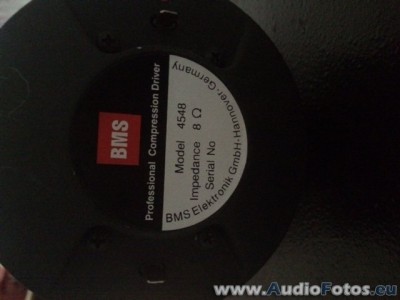 BMS
Professional Compression Driver
Model 4548
Impedance 8 Ω
Serial No
BMS Elektronik GmbH-Hannover-Germany
www.AudioFotos.eu